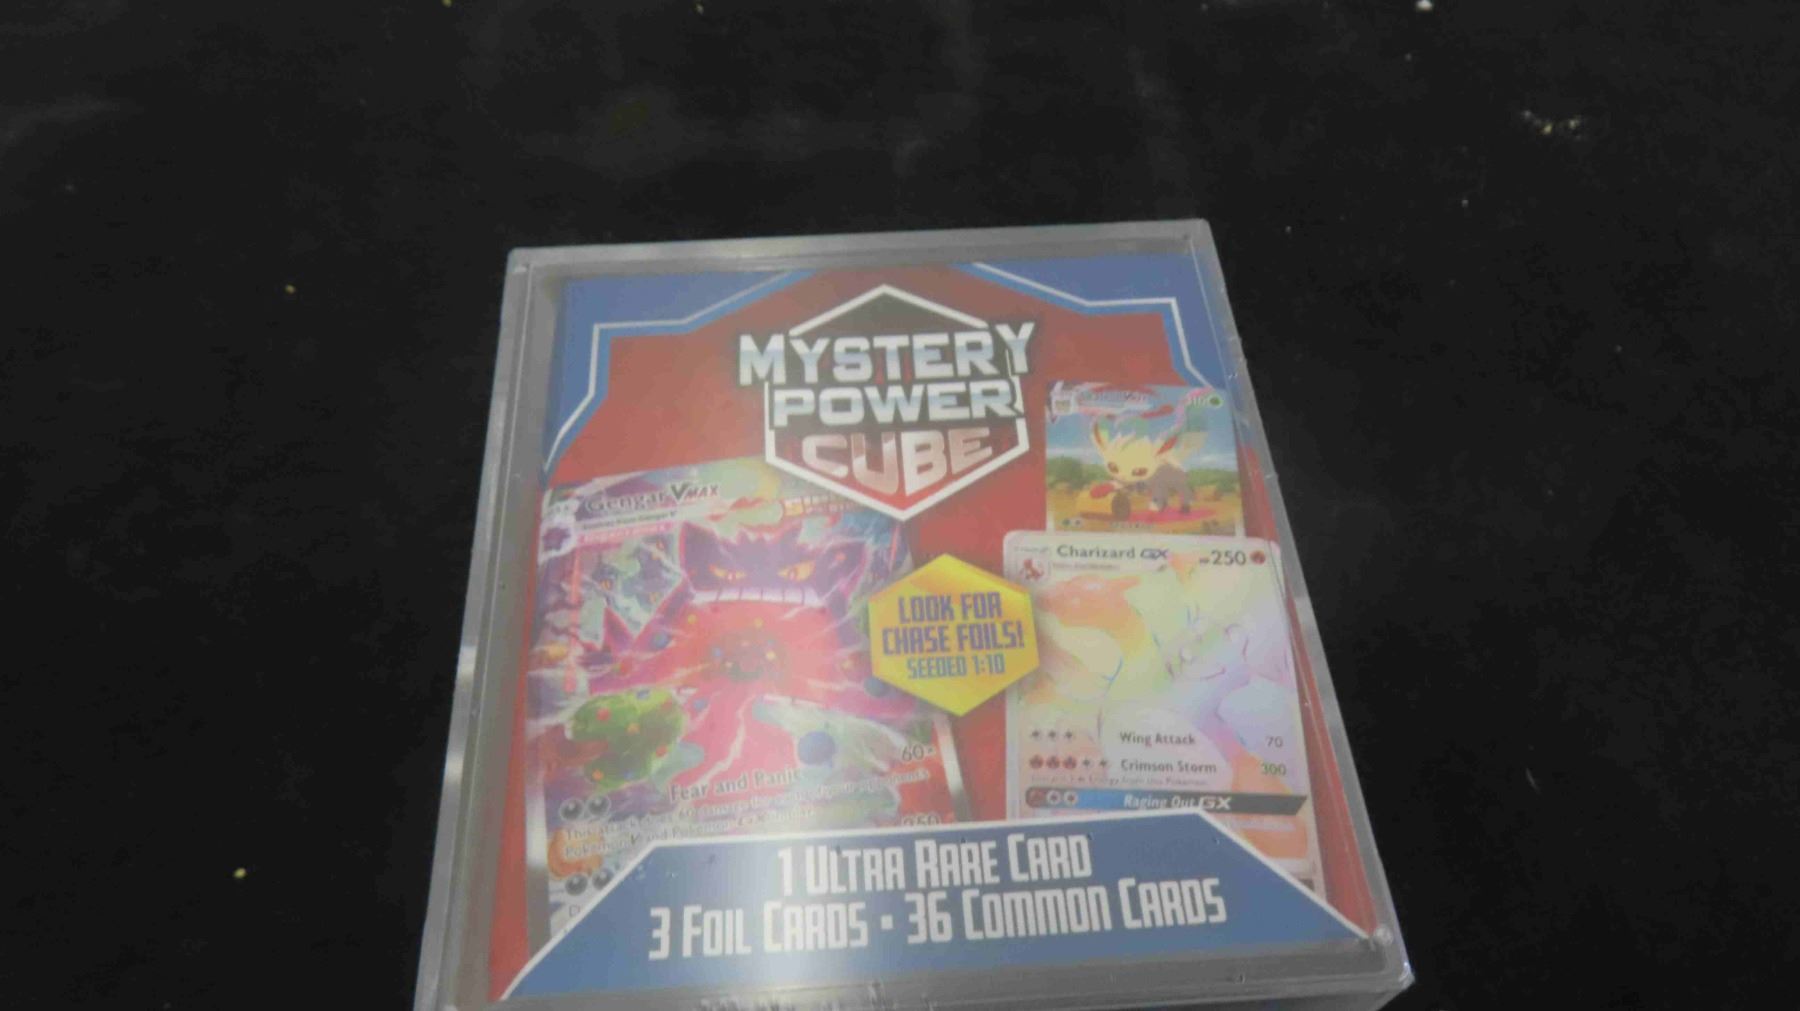 MYSTERY
POWER
CUBE
Gengar VMAX
LOOK FOR
CHASE FOILS!
SEEDED 1:10
Charizard GX 250
Wing Attack 70
Crimson Storm 300
Raging Out GX
60×
Fear and Panic
1 ULTRA RARE CARD
3 FOIL CARDS • 36 COMMON CARDS